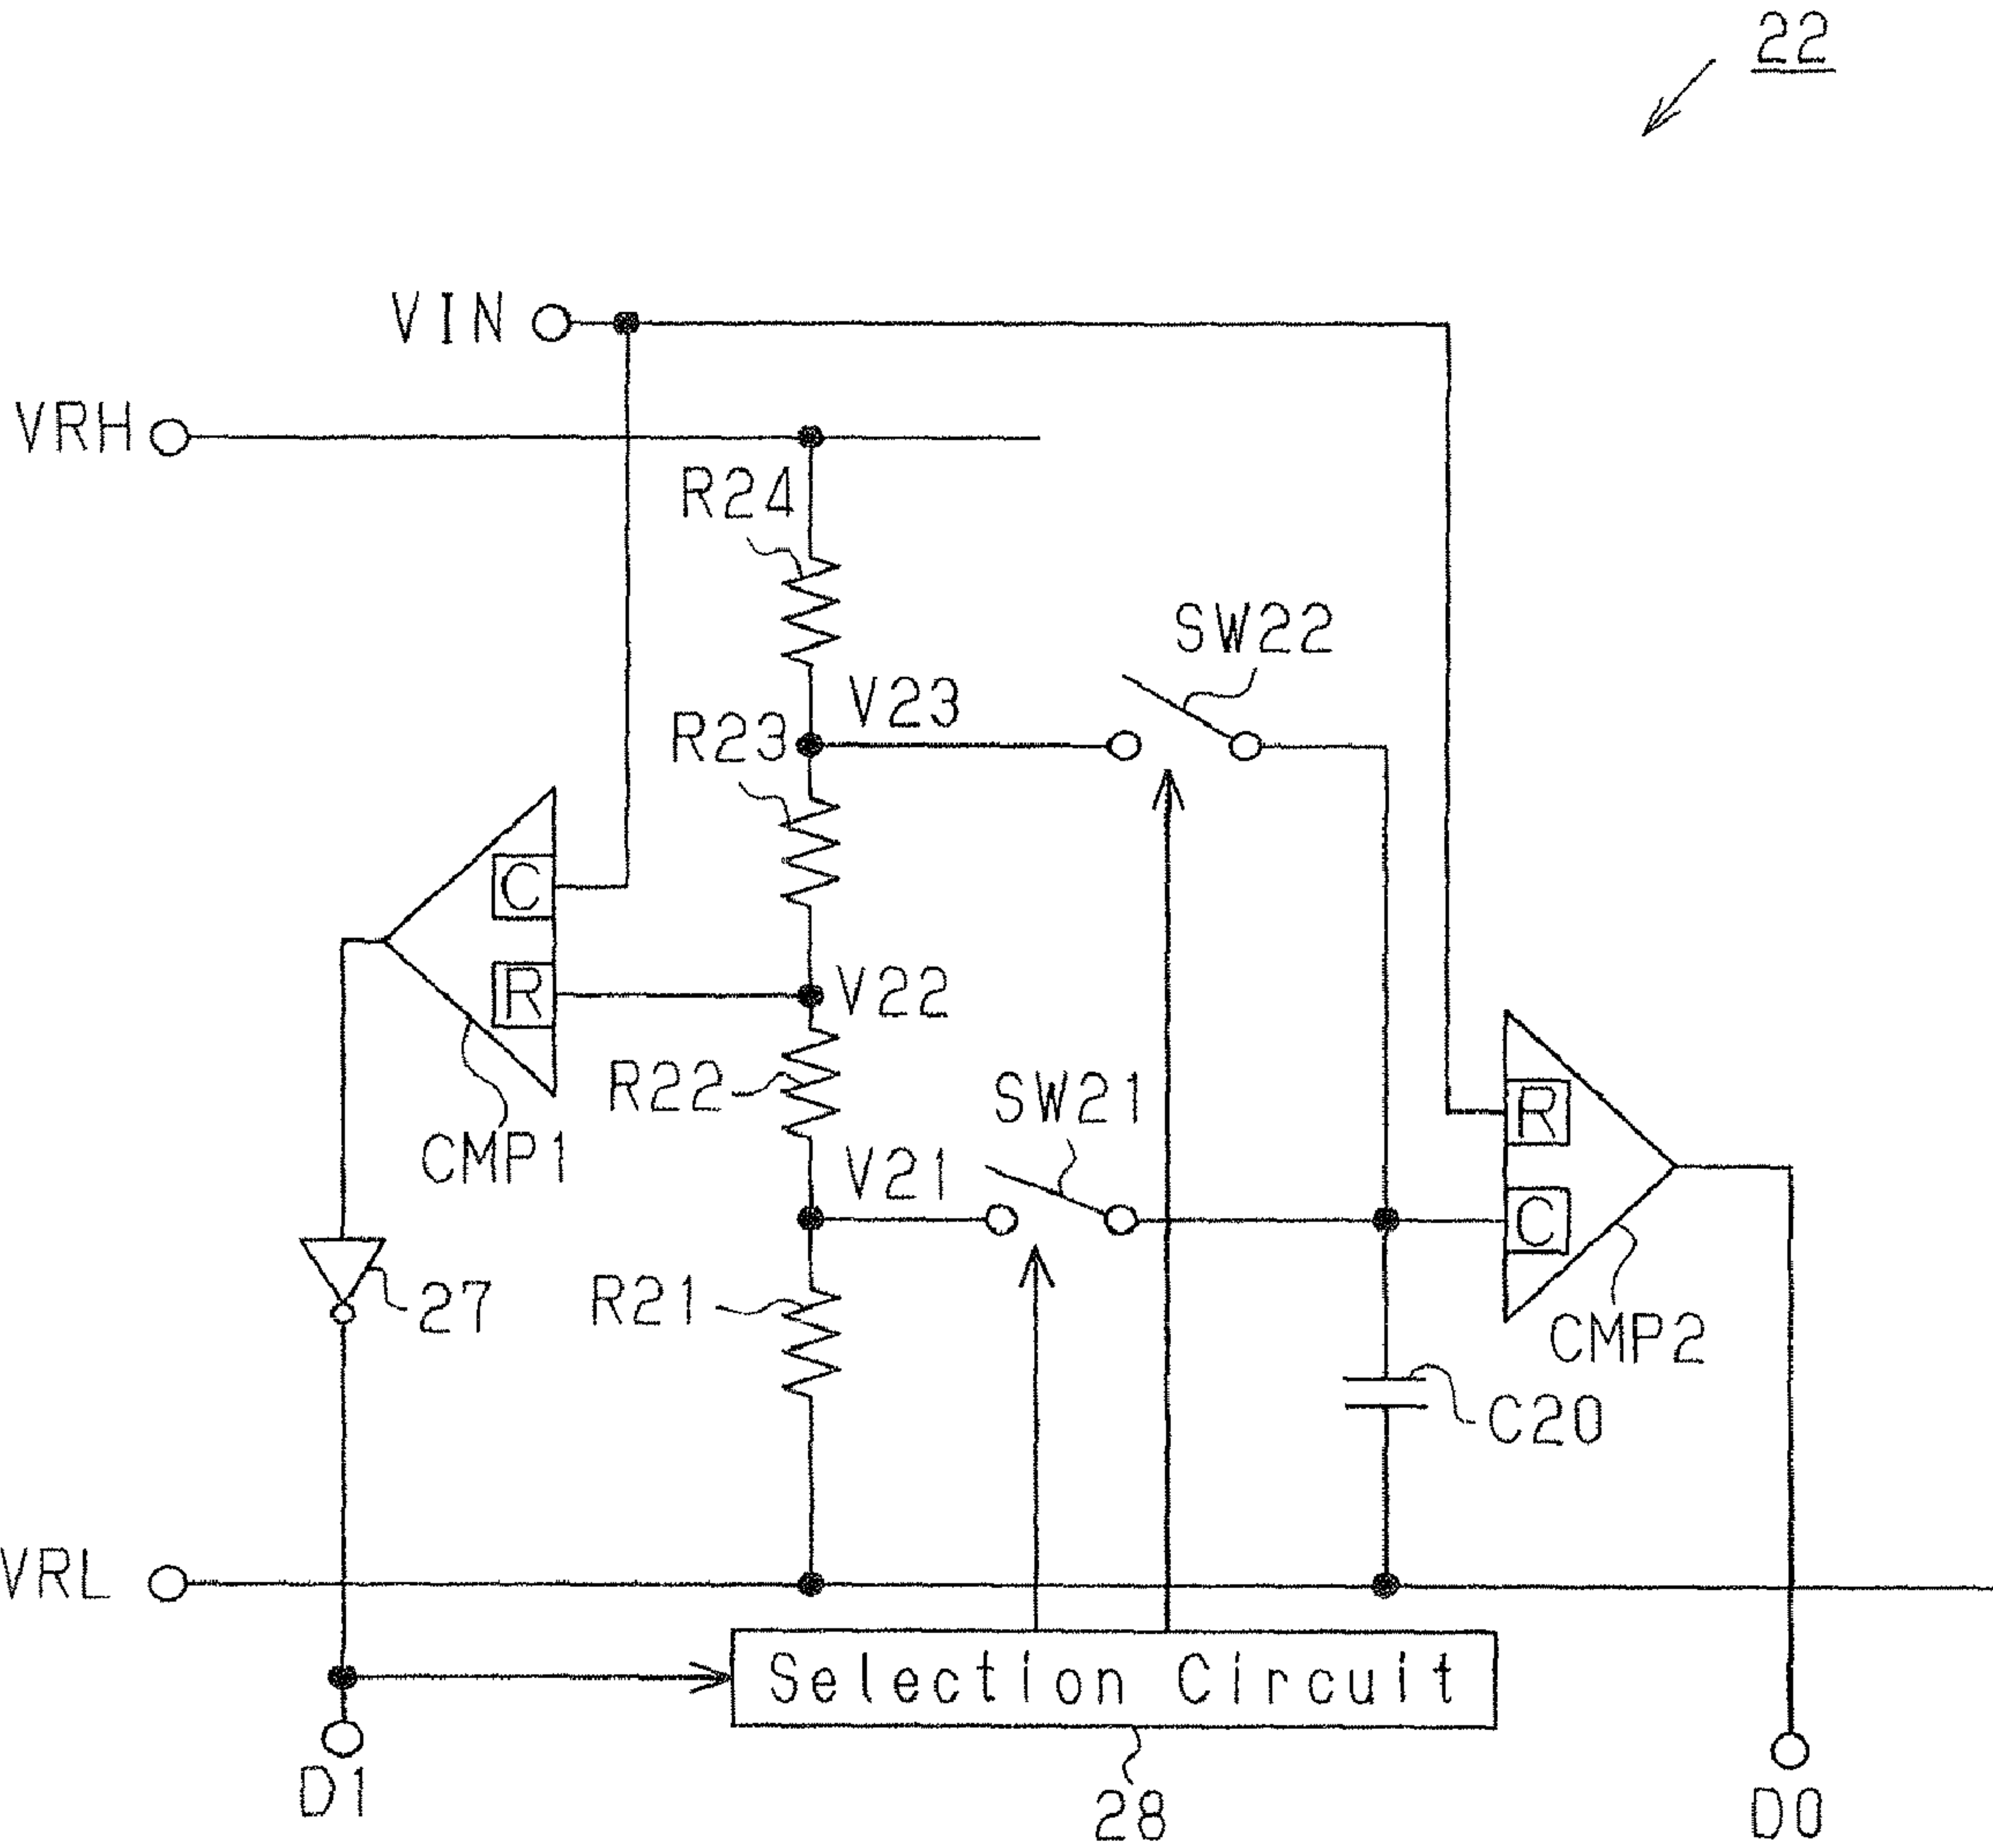 22
VIN
VRH
R24
SW22
V23
R23
C
R
V22
R22
SW21
R
CMP1
V21
C
27
R21
CMP2
C20
VRL
Selection Circuit
D1
28
D0